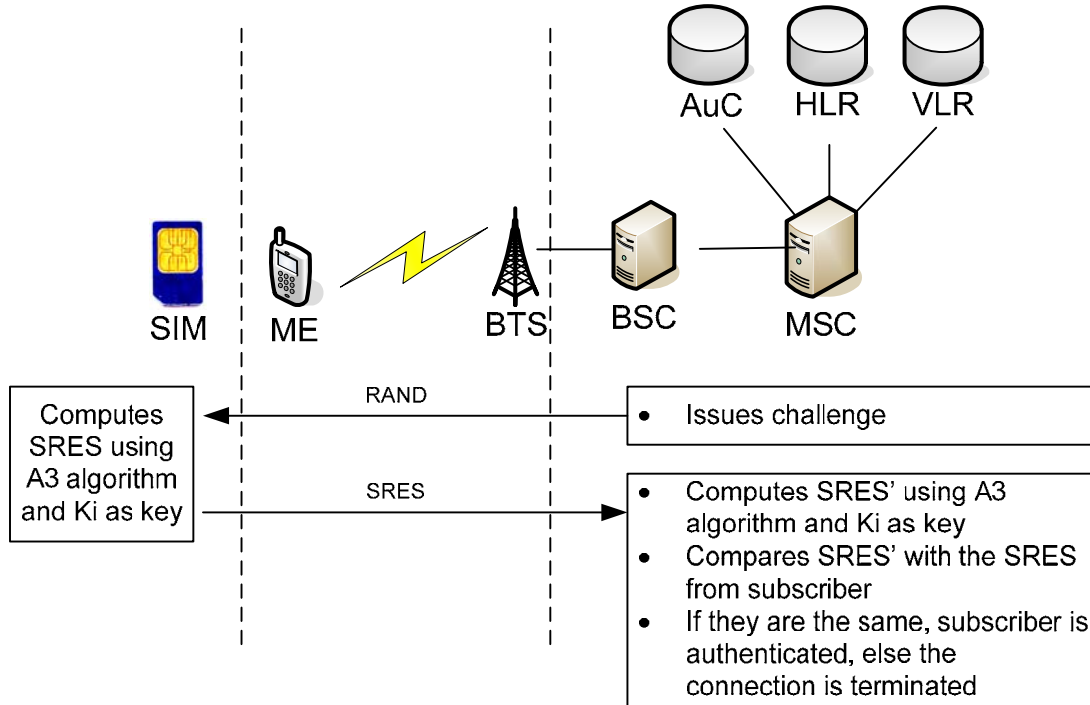 AuC
HLR
VLR
SIM
ME
BTS
BSC
MSC
Computes
SRES using
A3 algorithm
and Ki as key
RAND
• Issues challenge
SRES
• Computes SRES’ using A3
algorithm and Ki as key
• Compares SRES’ with the SRES
from subscriber
• If they are the same, subscriber is
authenticated, else the
connection is terminated